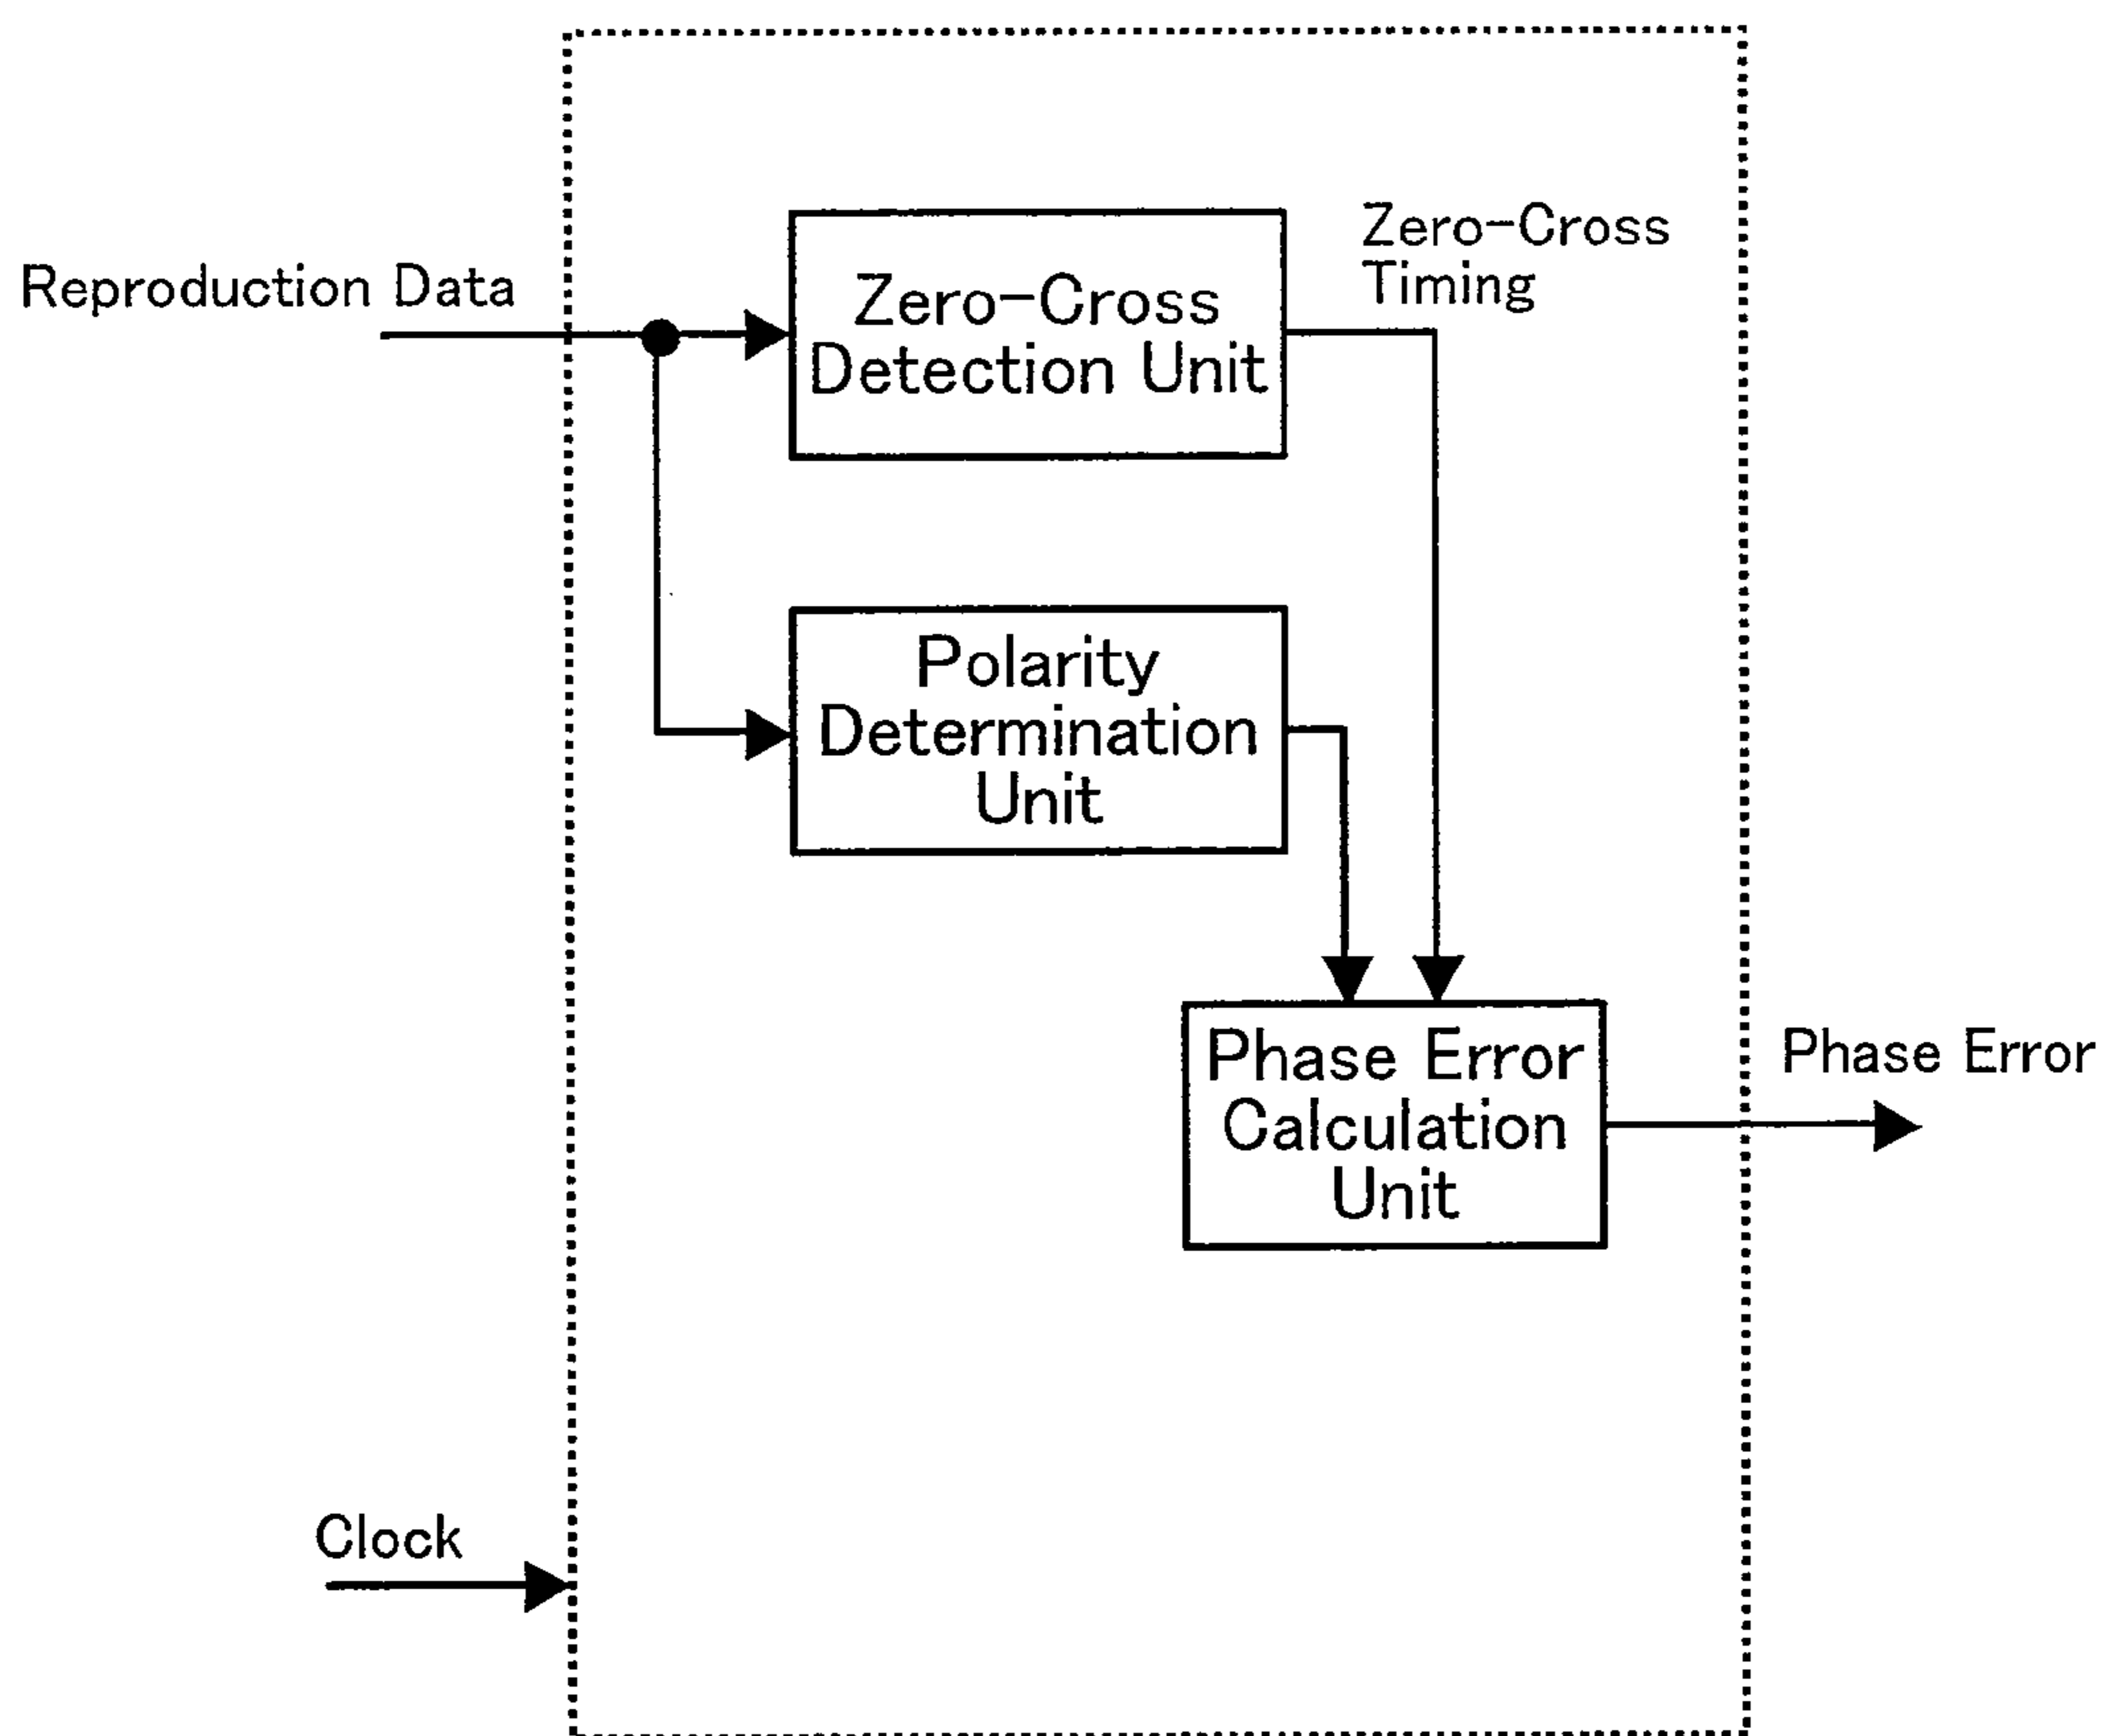 Reproduction Data
Zero-Cross
Detection Unit
Zero-Cross
Timing
Polarity
Determination
Unit
Phase Error
Calculation
Unit
Phase Error
Clock